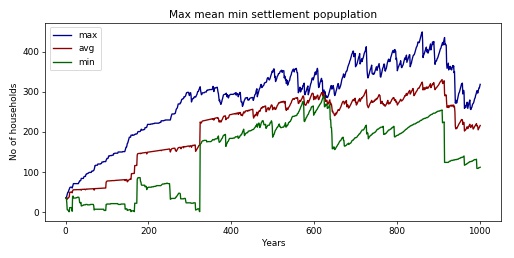 Max mean min settlement popuplation
max
avg
min
No of households
400
300
200
100
0
0 200 400 600 800 1000
Years